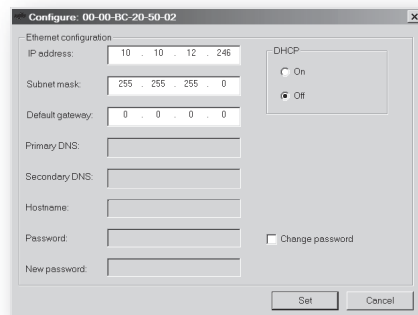 Configure: 00-00-BC-20-50-02
Ethernet configuration
IP address: 10 . 10 . 12 . 246
Subnet mask: 255 . 255 . 255 . 0
Default gateway: 0 . 0 . 0 . 0
Primary DNS:
Secondary DNS:
Hostname:
Password:
New password:
DHCP
On
Off
Change password
Set
Cancel